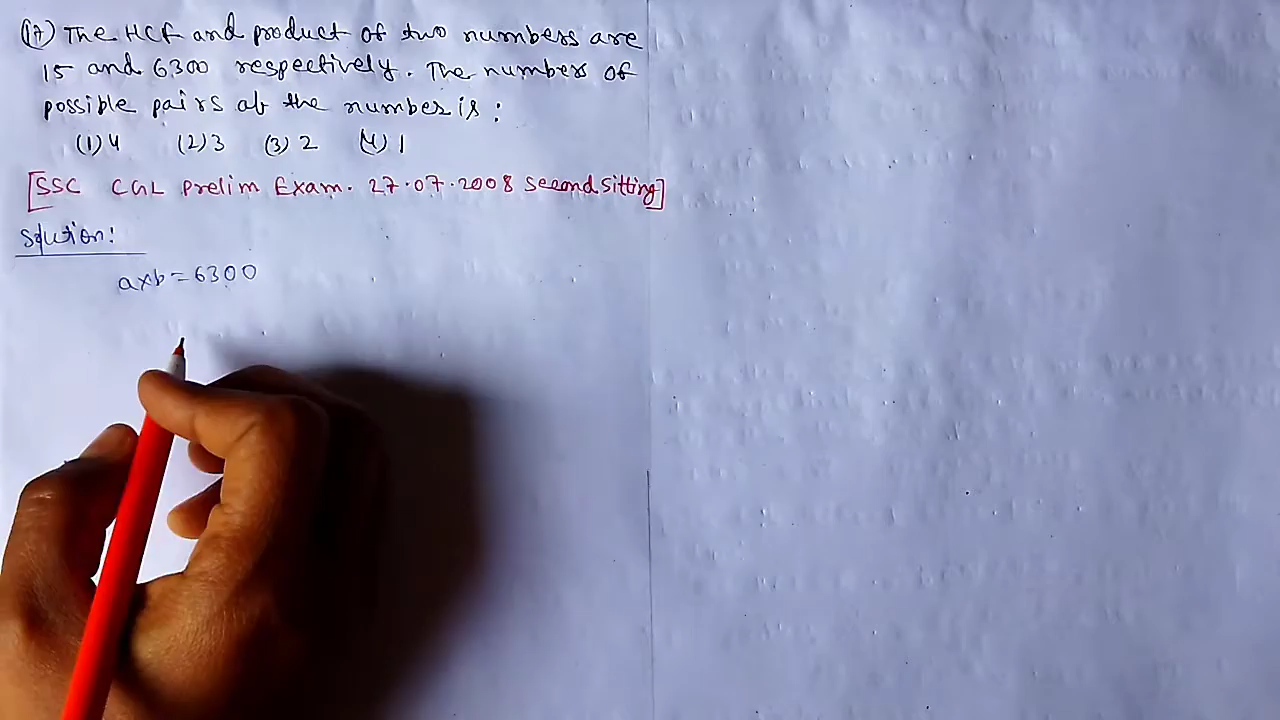 (17) The HCF and product of two numbers are
15 and 6300 respectively. The numbers of
possible pairs of the number is :
(1) 4 (2) 3 (3) 2 (4) 1
[SSC CGL Prelim Exam. 27.07.2008 Second Sitting]
Solution:
axb = 6300